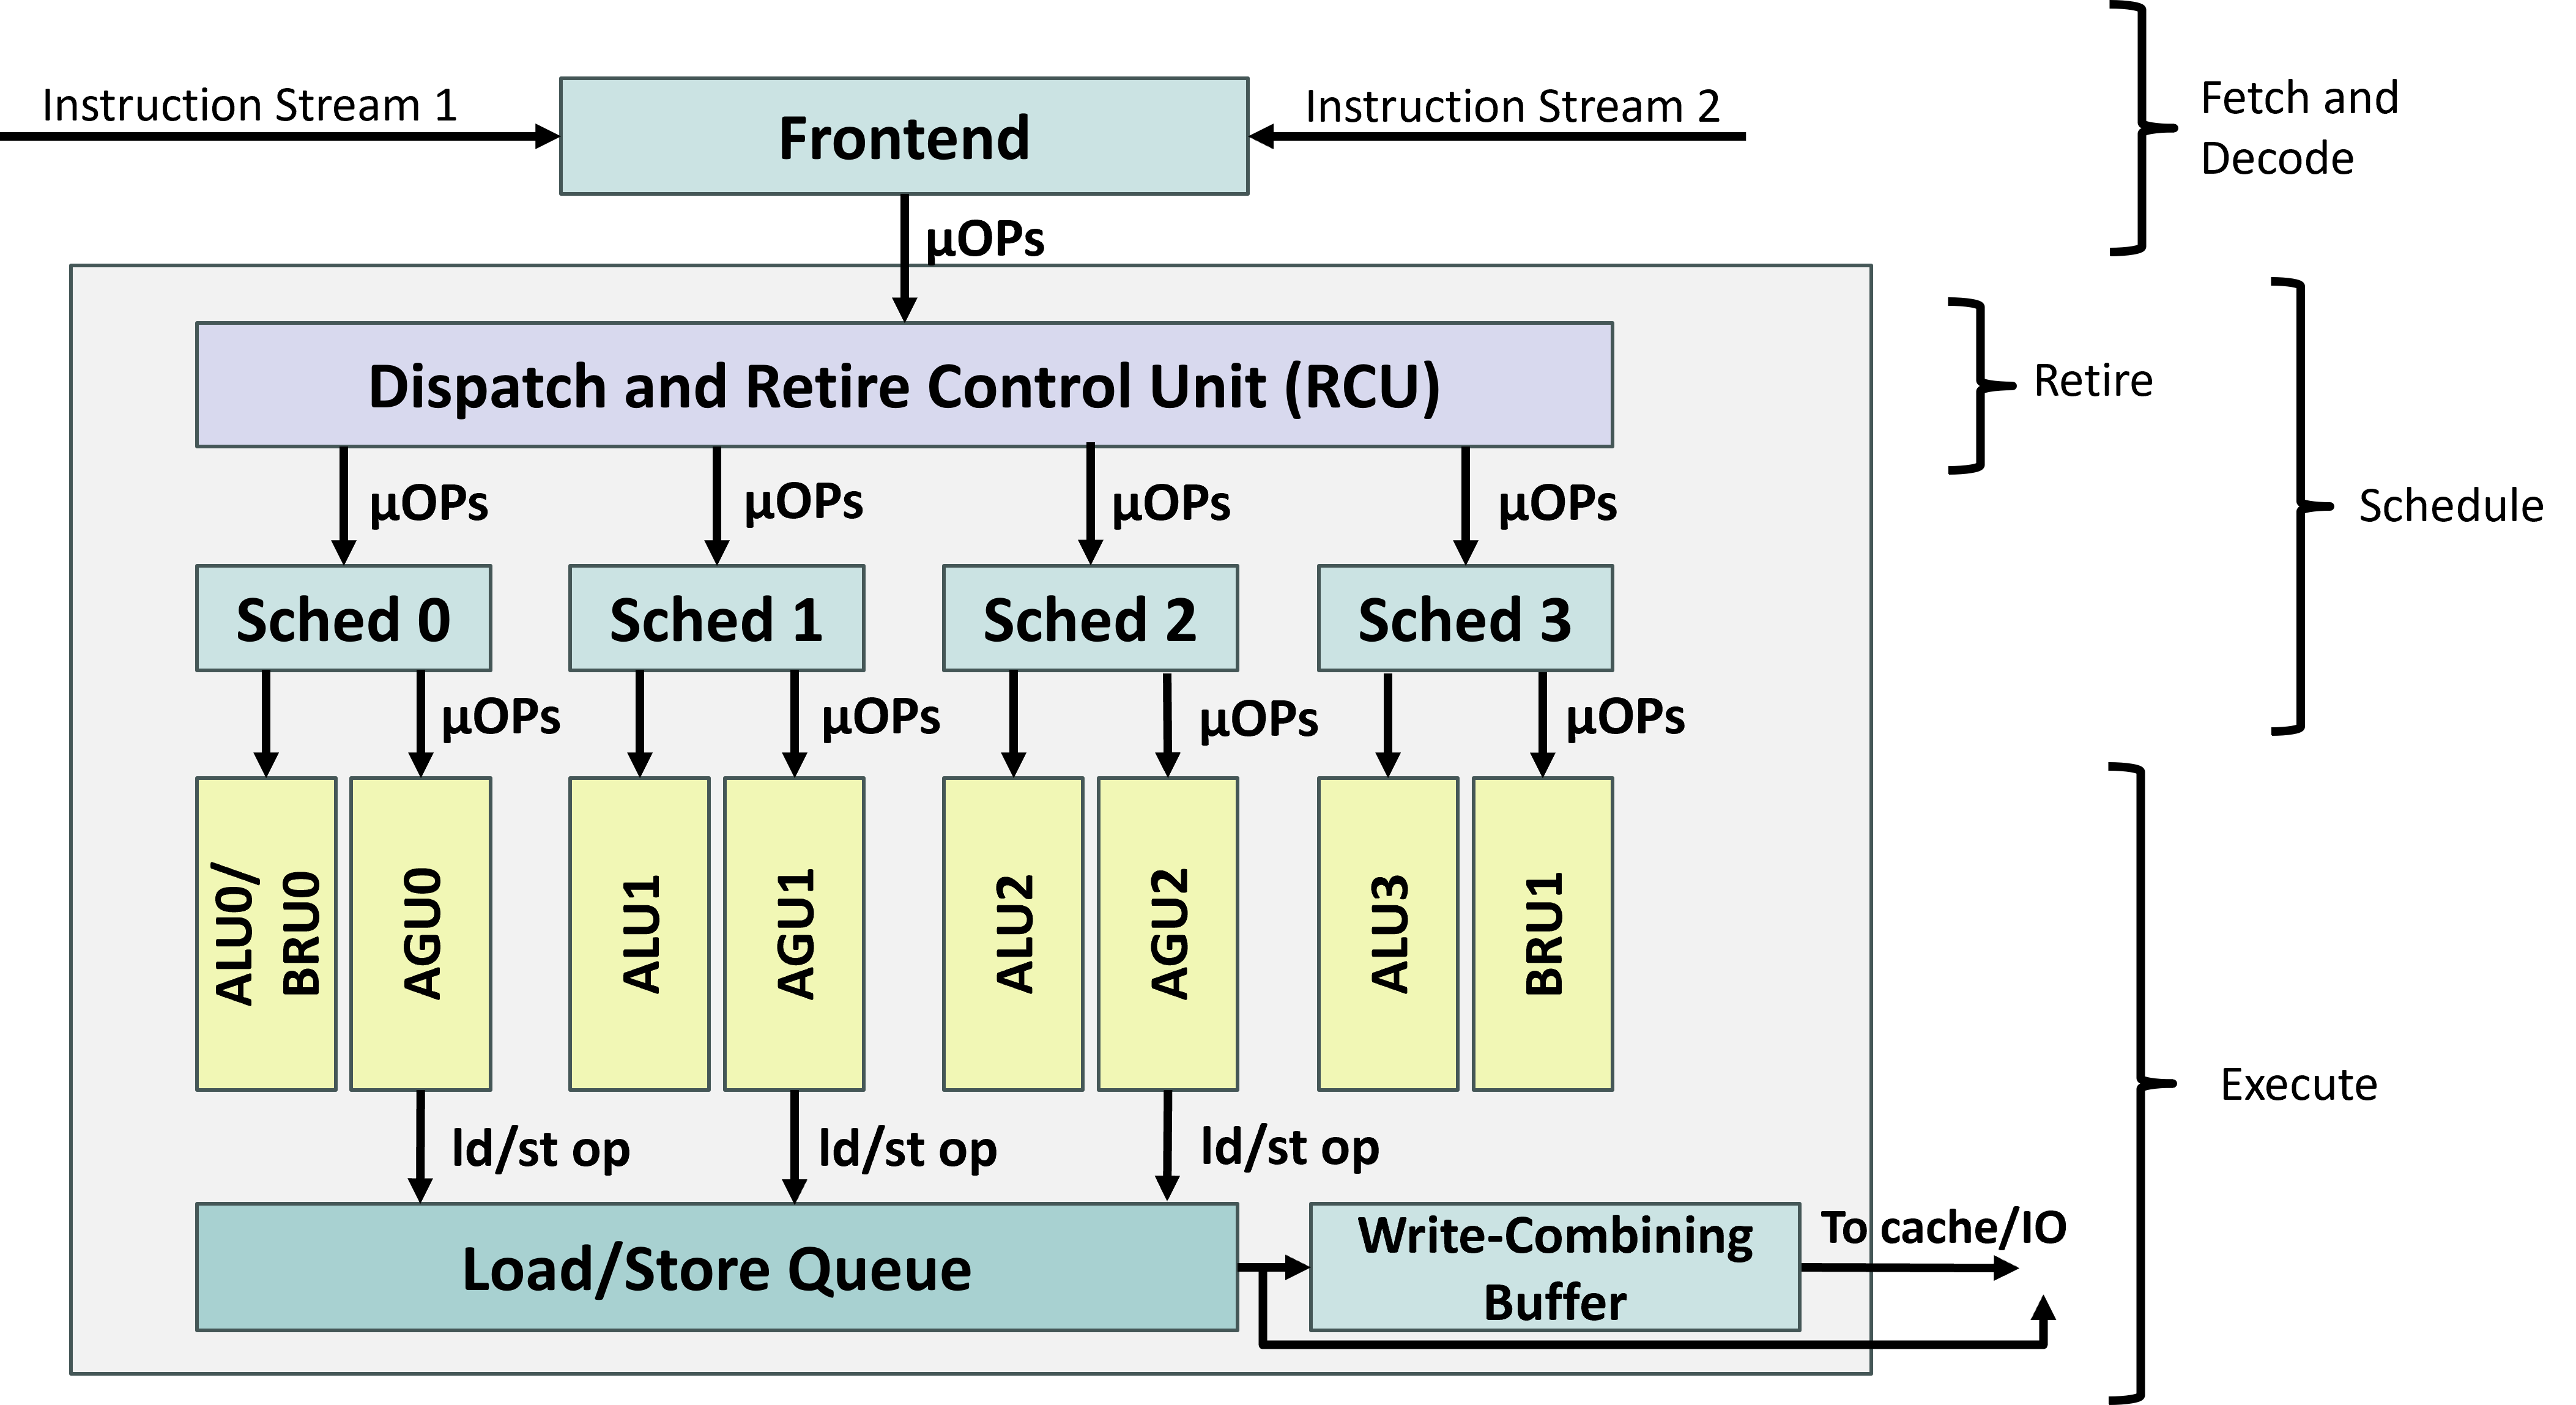 Instruction Stream 1
Frontend
Instruction Stream 2
Fetch and
Decode
µOPs
Dispatch and Retire Control Unit (RCU)
Retire
µOPs
µOPs
µOPs
µOPs
Schedule
Sched 0
Sched 1
Sched 2
Sched 3
µOPs
µOPs
µOPs
µOPs
ALU0/
BRU0
AGU0
ALU1
AGU1
ALU2
AGU2
ALU3
BRU1
Execute
ld/st op
ld/st op
ld/st op
Load/Store Queue
Write-Combining
Buffer
To cache/IO